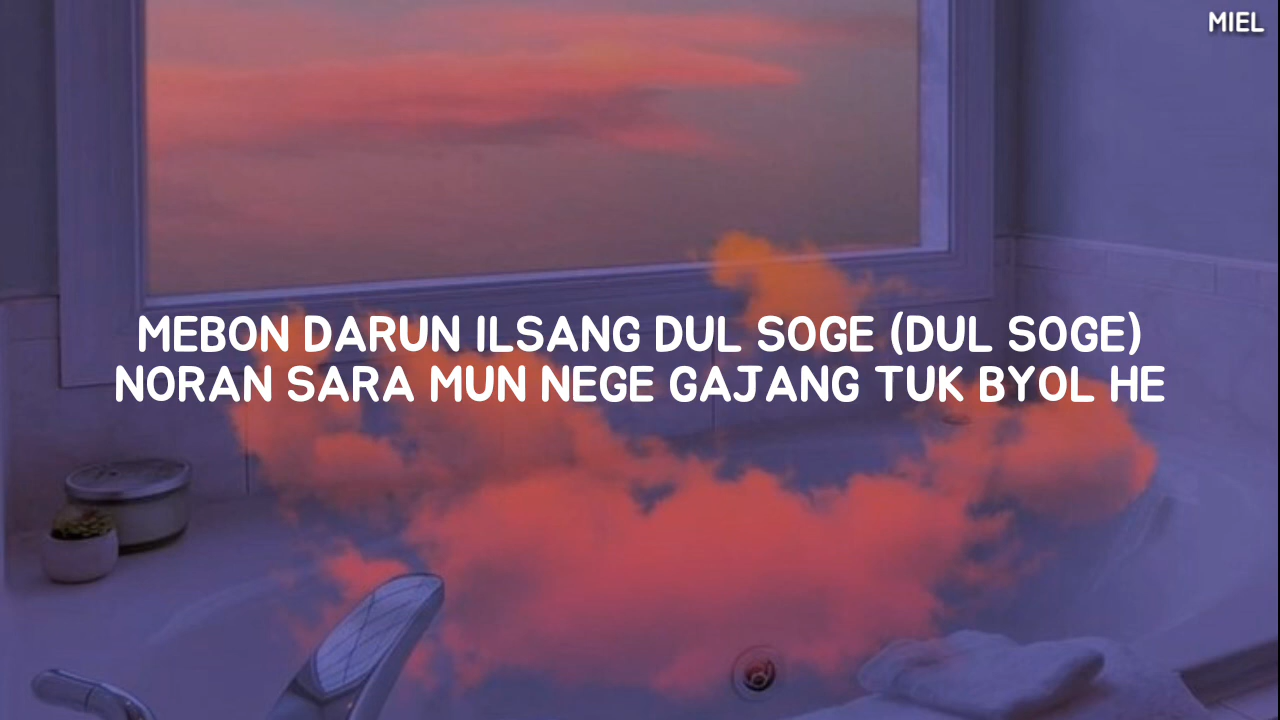 MIEL
MEBON DARUN ILSANG DUL SOGE (DUL SOGE)
NORAN SARA MUN NEGE GAJANG TUK BYOL HE